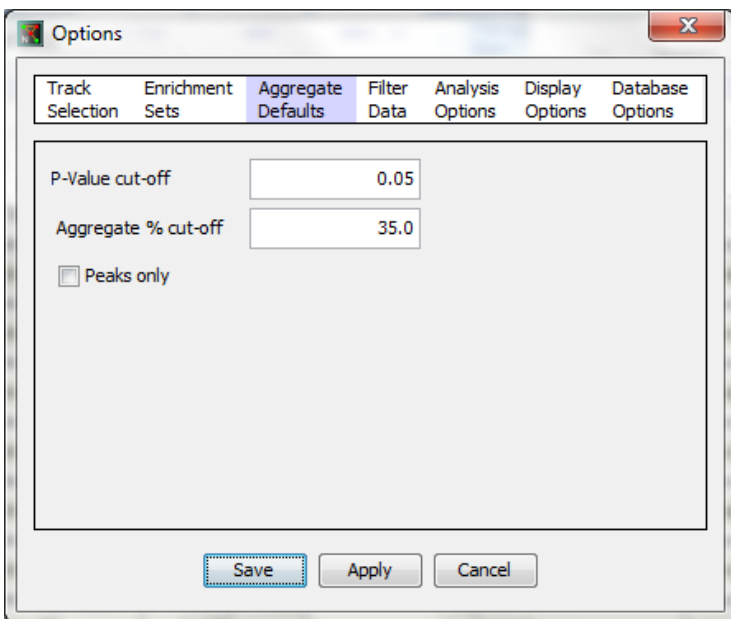 Options
Track Enrichment Aggregate Filter Analysis Display Database
Selection Sets Defaults Data Options Options Options
P-Value cut-off 0.05
Aggregate % cut-off 35.0
Peaks only
Save Apply Cancel